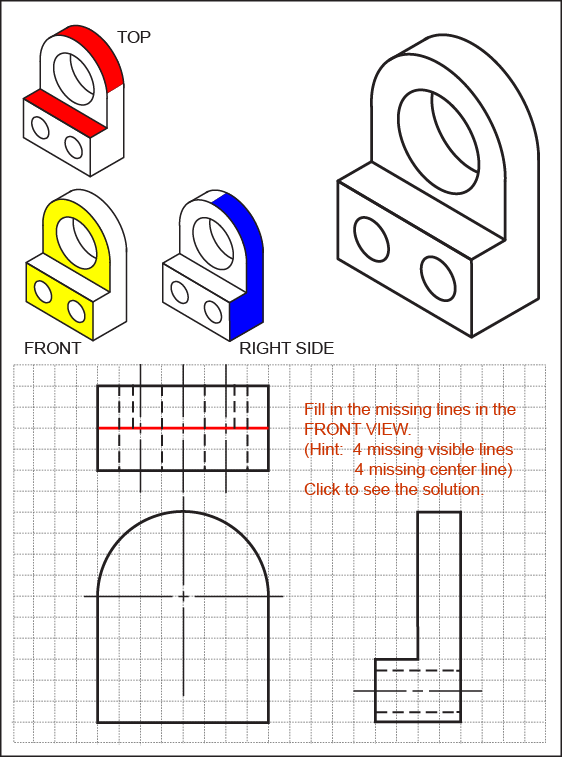 TOP
FRONT
RIGHT SIDE
Fill in the missing lines in the
FRONT VIEW.
(Hint: 4 missing visible lines
4 missing center line)
Click to see the solution.